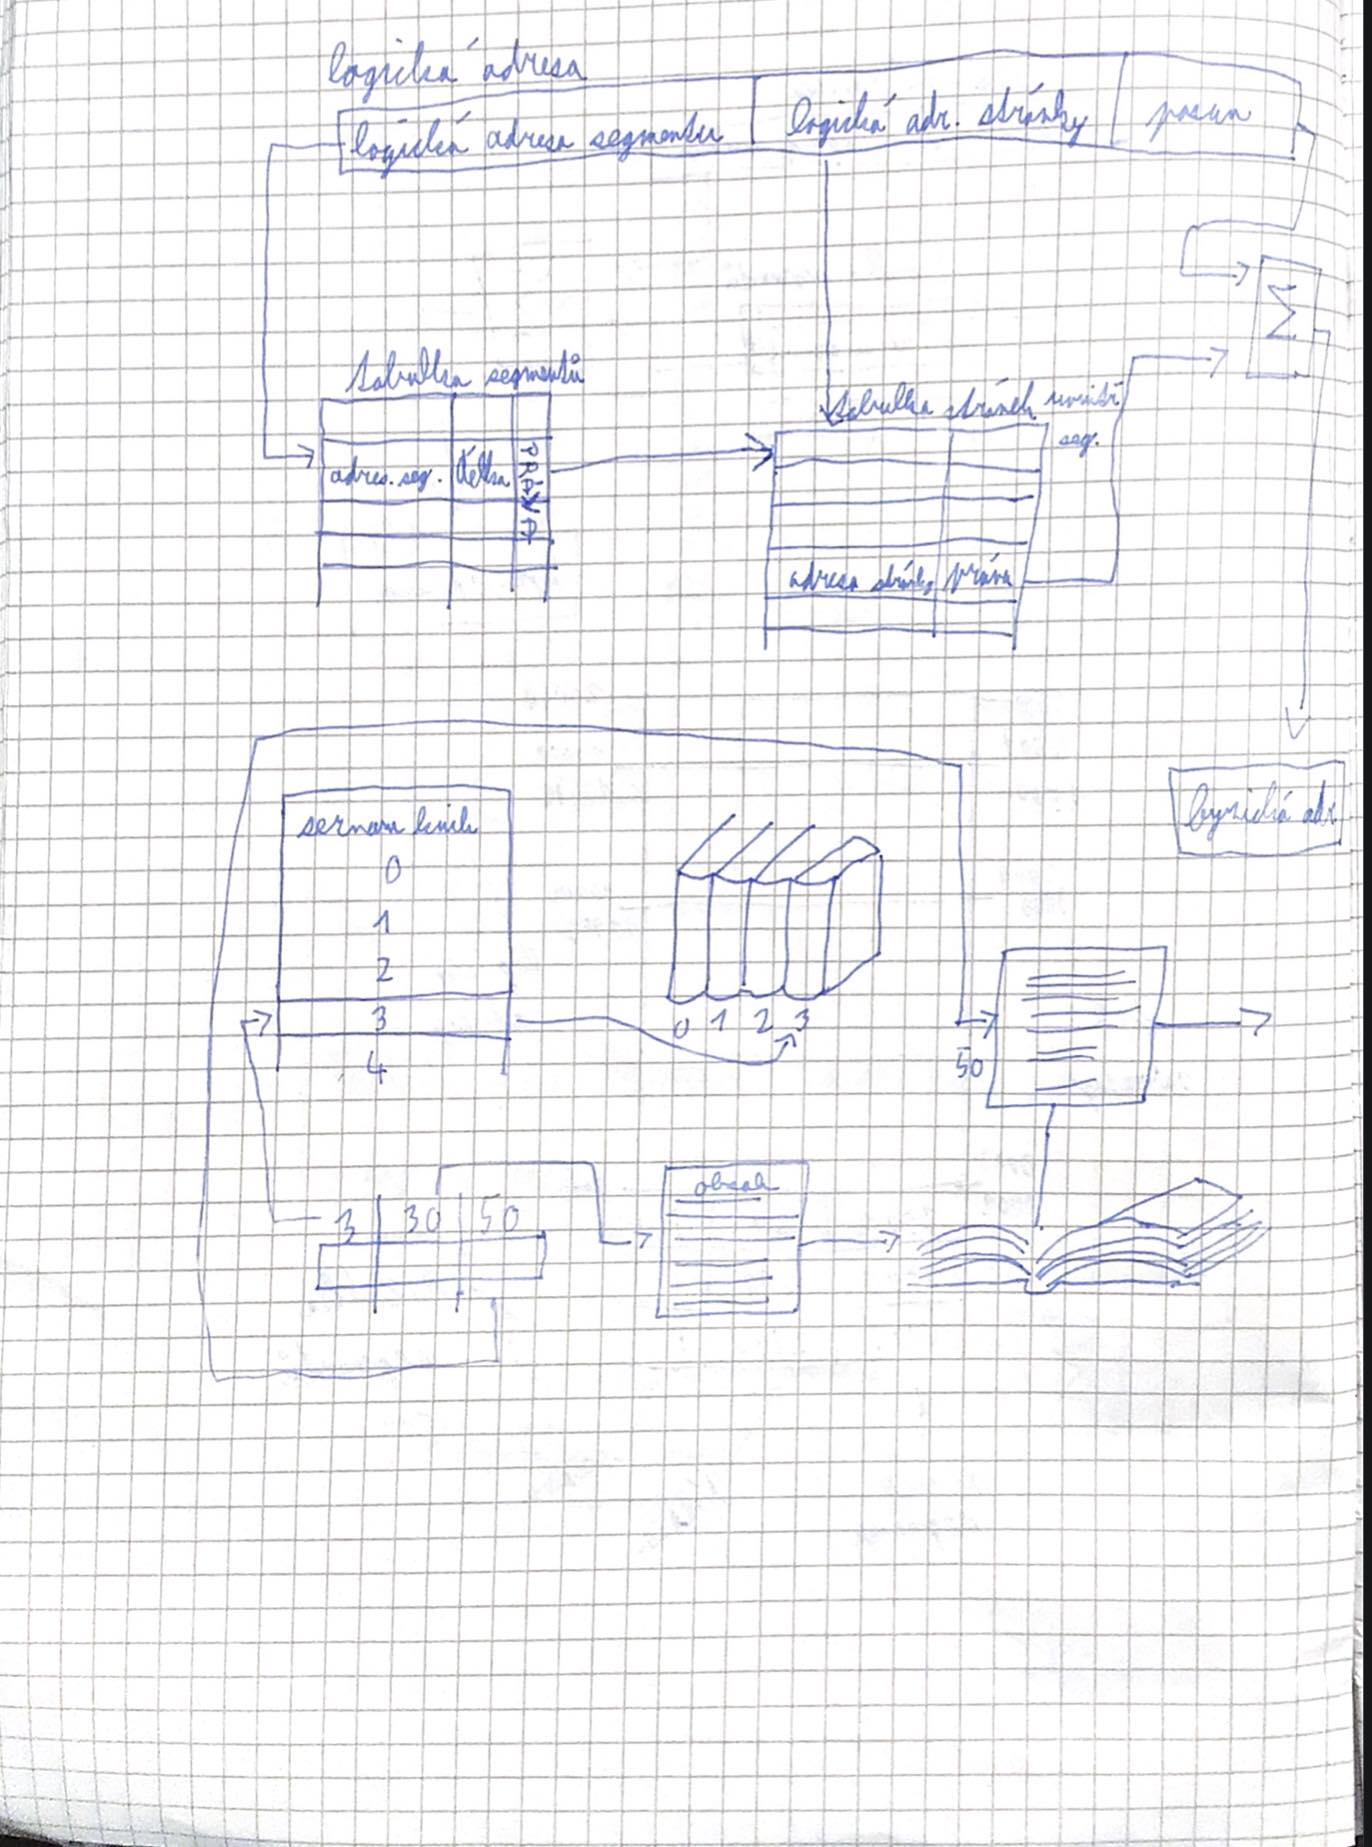 logická adresa
logická adresa segmentu logická adr. stránky posun
Σ
tabulka segmentů
adres. seg. délka PRÁVA
tabulka stránek uvnitř
seg.
adresa stránky práva
fyzická adr
seznam knih
0
1
2
3
4
0 1 2 3
50
3 30 50
obsah